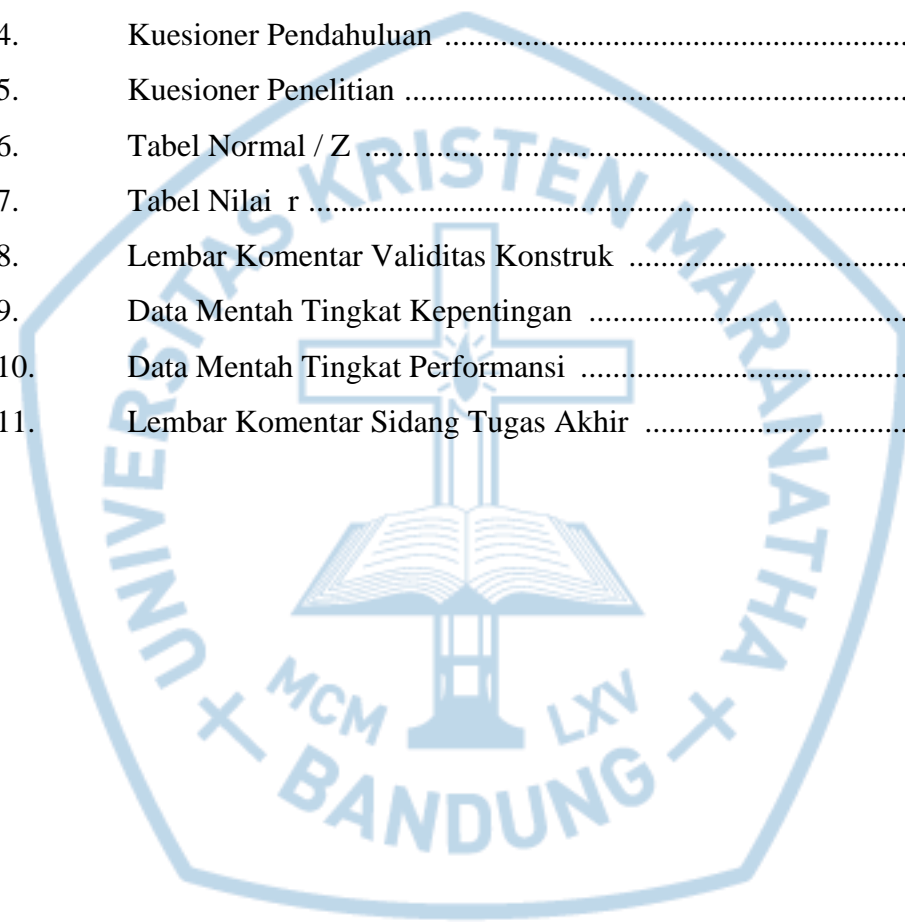 4. Kuesioner Pendahuluan ................................................................
5. Kuesioner Penelitian ......................................................................
6. Tabel Normal / Z ............................................................................
7. Tabel Nilai r ....................................................................................
8. Lembar Komentar Validitas Konstruk .......................................
9. Data Mentah Tingkat Kepentingan .............................................
10. Data Mentah Tingkat Performansi ..............................................
11. Lembar Komentar Sidang Tugas Akhir .....................................
UNIVERSITAS KRISTEN MARANATHA
MCM LXV
BANDUNG